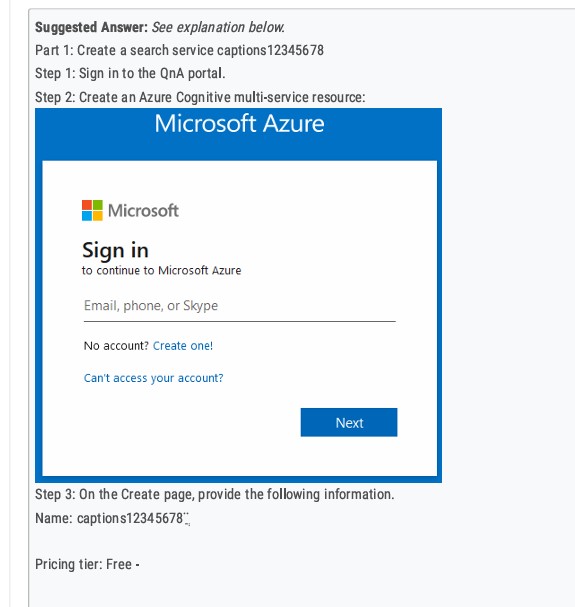 Suggested Answer: See explanation below.
Part 1: Create a search service captions12345678
Step 1: Sign in to the QnA portal.
Step 2: Create an Azure Cognitive multi-service resource:
Microsoft Azure
Microsoft
Sign in
to continue to Microsoft Azure
Email, phone, or Skype
No account? Create one!
Can't access your account?
Next
Step 3: On the Create page, provide the following information.
Name: captions12345678
Pricing tier: Free -